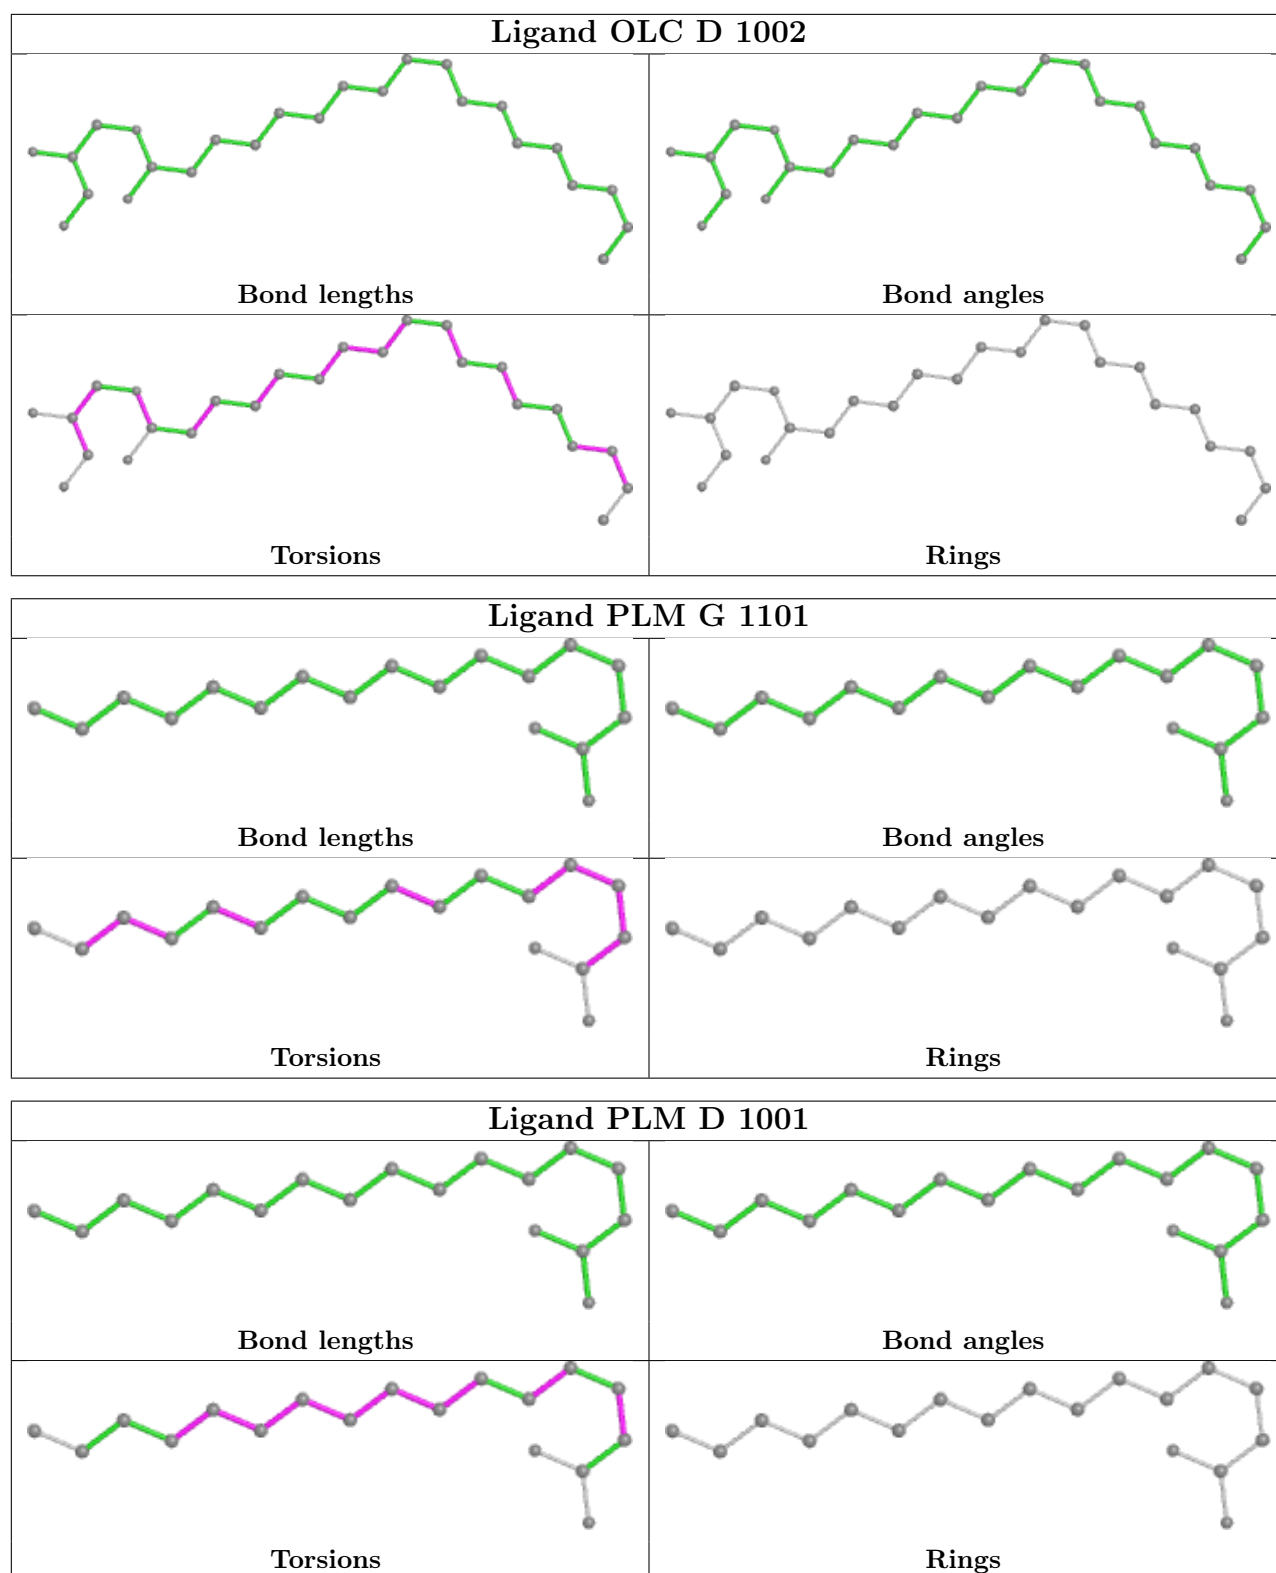 Ligand OLC D 1002
Bond lengths
Bond angles
Torsions
Rings
Ligand PLM G 1101
Bond lengths
Bond angles
Torsions
Rings
Ligand PLM D 1001
Bond lengths
Bond angles
Torsions
Rings